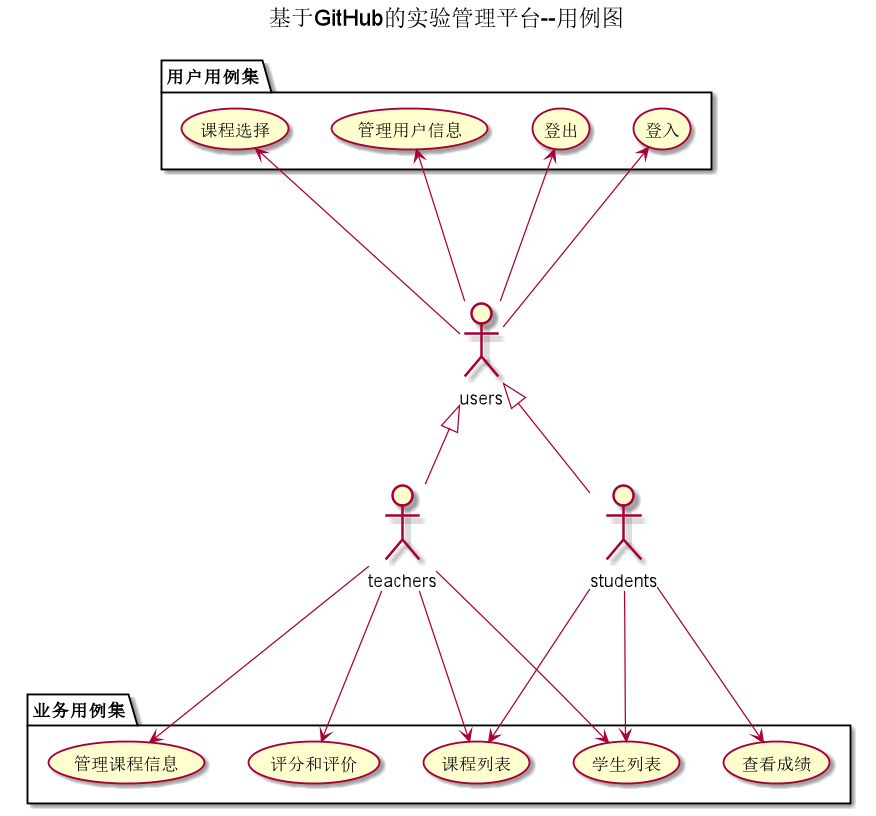 基于GitHub的实验管理平台--用例图
用户用例集
课程选择
管理用户信息
登出
登入
users
teachers
students
业务用例集
管理课程信息
评分和评价
课程列表
学生列表
查看成绩